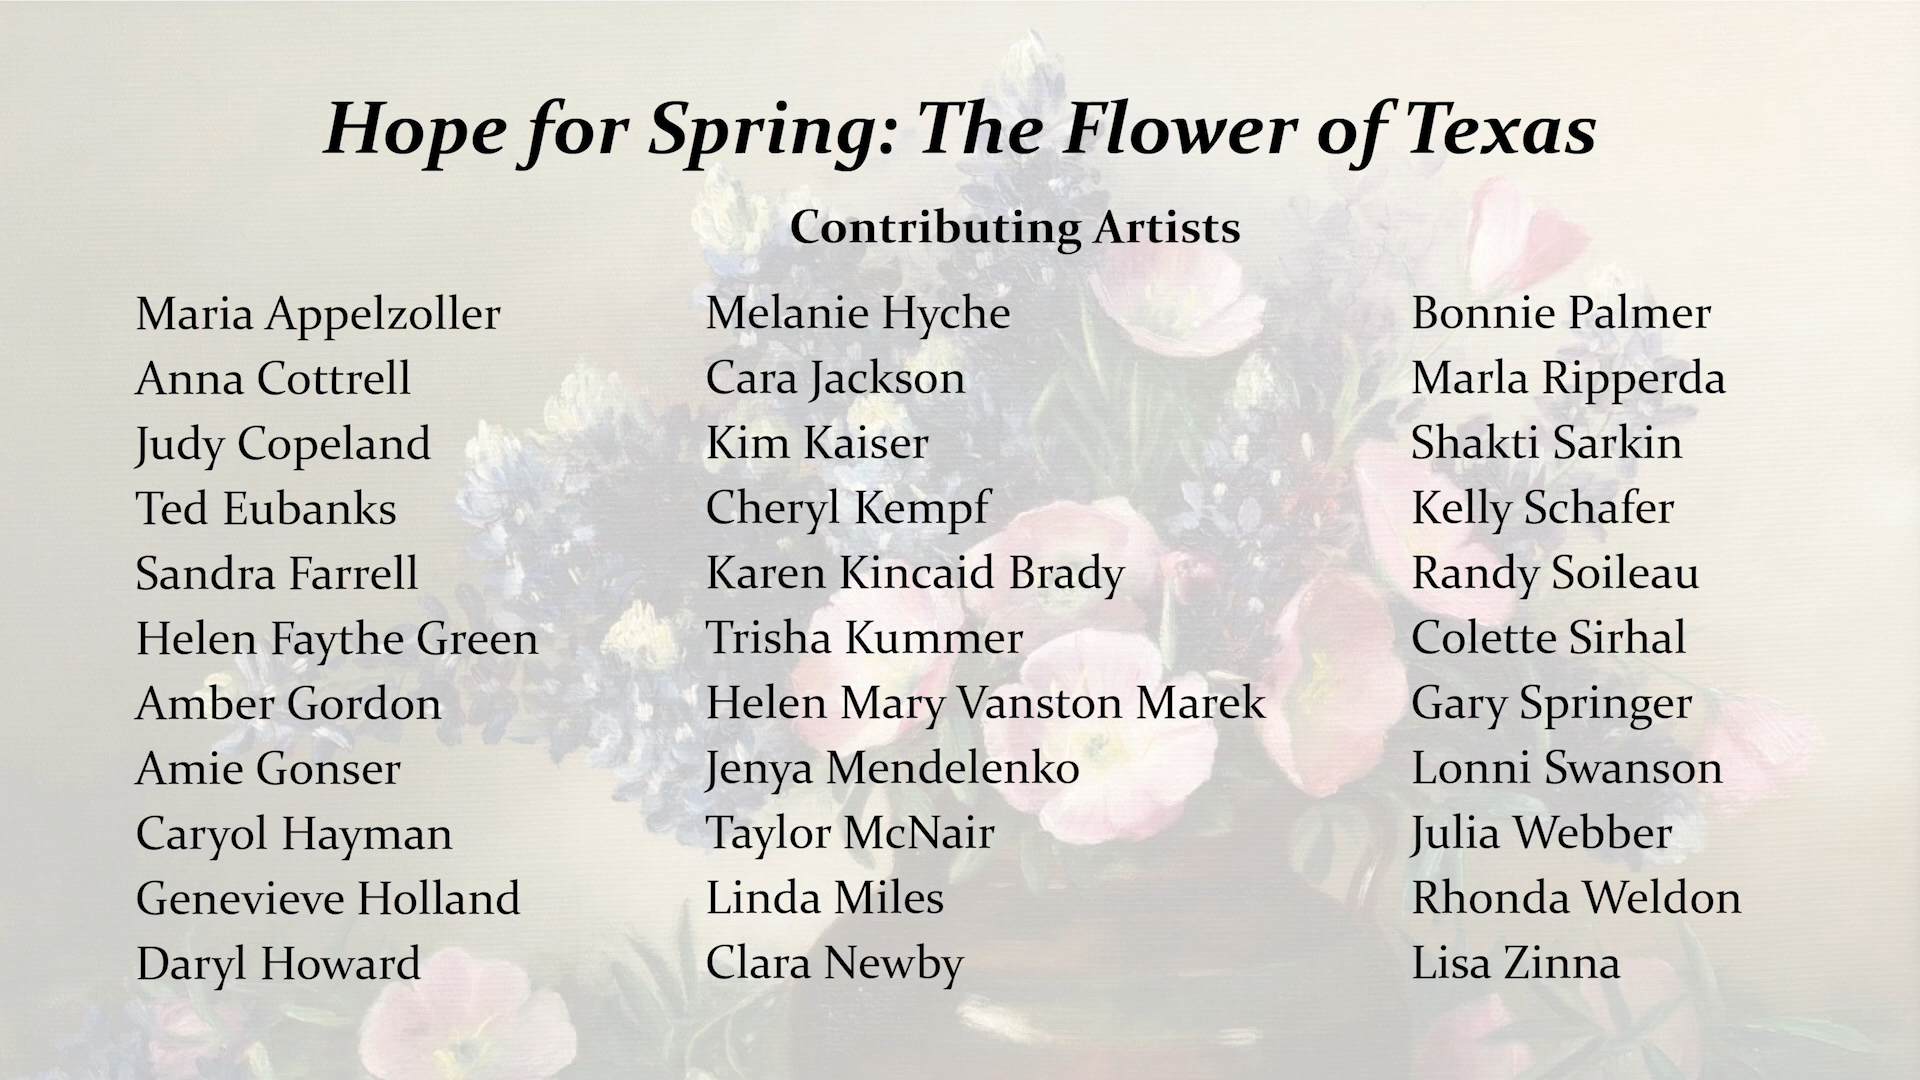 Hope for Spring: The Flower of Texas
Contributing Artists
Maria Appelzoller
Anna Cottrell
Judy Copeland
Ted Eubanks
Sandra Farrell
Helen Faythe Green
Amber Gordon
Amie Gonser
Caryol Hayman
Genevieve Holland
Daryl Howard
Melanie Hyche
Cara Jackson
Kim Kaiser
Cheryl Kempf
Karen Kincaid Brady
Trisha Kummer
Helen Mary Vanston Marek
Jenya Mendelenko
Taylor McNair
Linda Miles
Clara Newby
Bonnie Palmer
Marla Ripperda
Shakti Sarkin
Kelly Schafer
Randy Soileau
Colette Sirhal
Gary Springer
Lonni Swanson
Julia Webber
Rhonda Weldon
Lisa Zinna